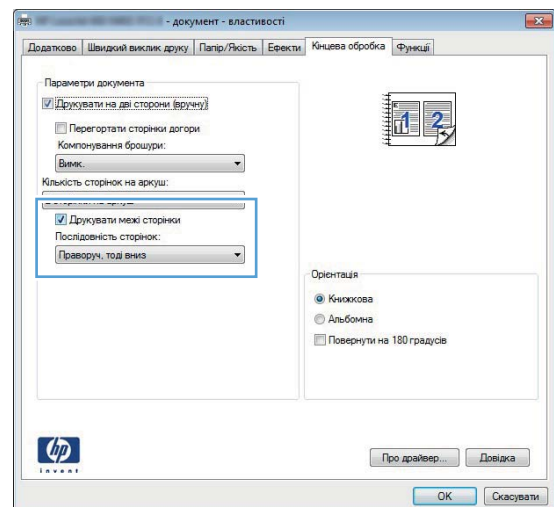 - документ - властивості
Додатково Швидкий виклик друку Папір/Якість Ефекти Кінцева обробка Функції
Параметри документа
Друкувати на дві сторони (вручну)
Перегортати сторінки догори
Компонування брошури:
Вимк.
Кількість сторінок на аркуш:
Друкувати межі сторінки
Послідовність сторінок:
Праворуч, тоді вниз
1 2
Орієнтація
Книжкова
Альбомна
Повернути на 180 градусів
hp
invent
Про драйвер... Довідка
OK Скасувати